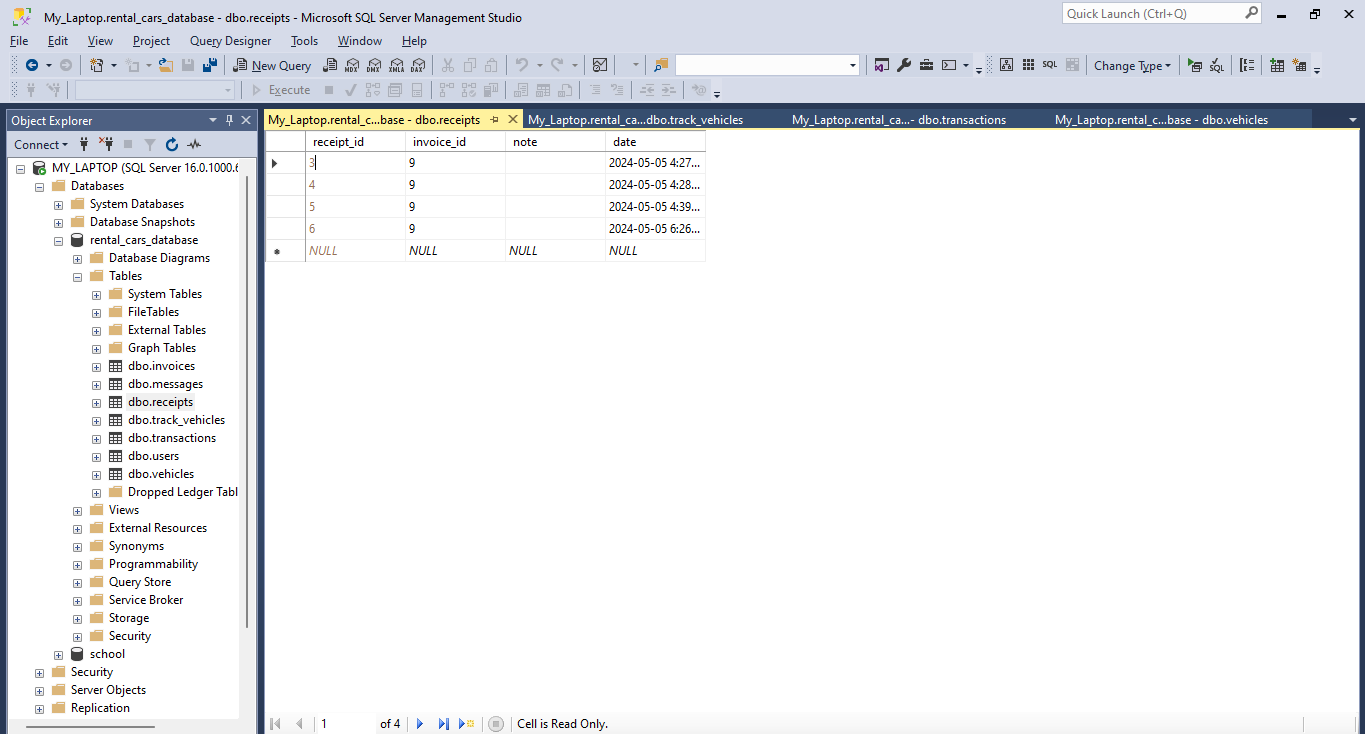 My_Laptop.rental_cars_database - dbo.receipts - Microsoft SQL Server Management Studio
Quick Launch (Ctrl+Q)
File Edit View Project Query Designer Tools Window Help
New Query MDX DMX XMLA DAX SQL Change Type SQL
Execute
Object Explorer
My_Laptop.rental_c...base - dbo.receipts My_Laptop.rental_ca...dbo.track_vehicles My_Laptop.rental_ca...- dbo.transactions My_Laptop.rental_c...base - dbo.vehicles
Connect
MY_LAPTOP (SQL Server 16.0.1000.6
Databases
System Databases
Database Snapshots
rental_cars_database
Database Diagrams
Tables
System Tables
FileTables
External Tables
Graph Tables
dbo.invoices
dbo.messages
dbo.receipts
dbo.track_vehicles
dbo.transactions
dbo.users
dbo.vehicles
Dropped Ledger Tabl
Views
External Resources
Synonyms
Programmability
Query Store
Service Broker
Storage
Security
school
Security
Server Objects
Replication
receipt_id invoice_id note date
3 9 2024-05-05 4:27...
4 9 2024-05-05 4:28...
5 9 2024-05-05 4:39...
6 9 2024-05-05 6:26...
NULL NULL NULL NULL
1 of 4 Cell is Read Only.